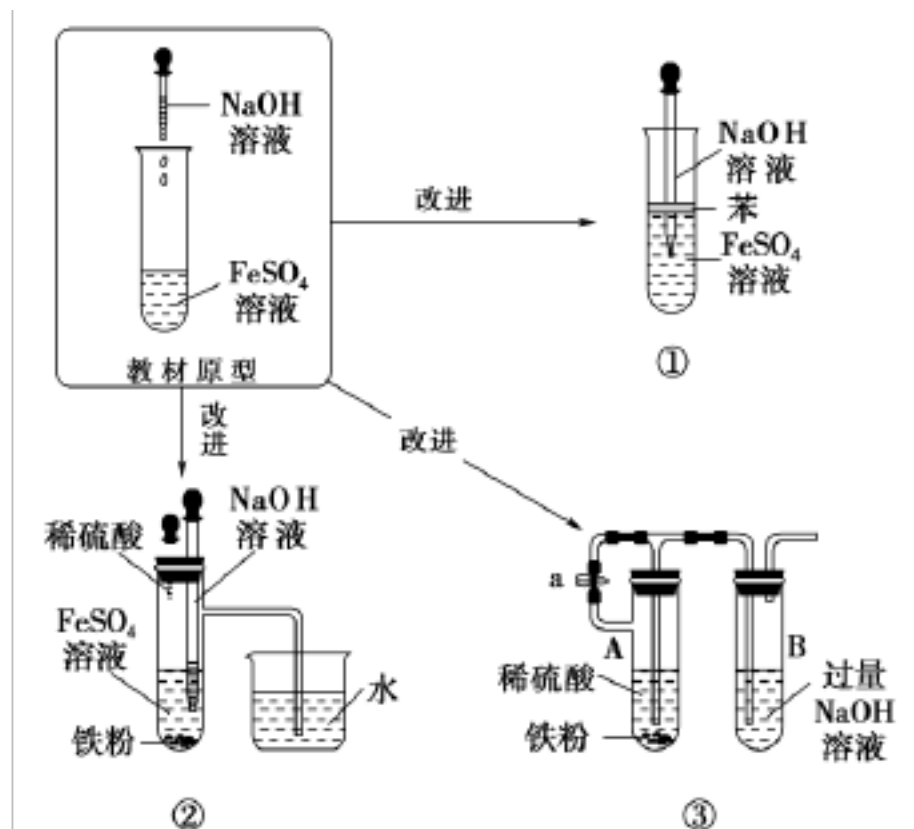 NaOH
溶液
FeSO₄
溶液
教材原型
改进
NaOH
溶液
苯
FeSO₄
溶液
①
改进
改进
稀硫酸
NaOH
溶液
FeSO₄
溶液
铁粉
水
②
a
A
B
稀硫酸
铁粉
过量
NaOH
溶液
③